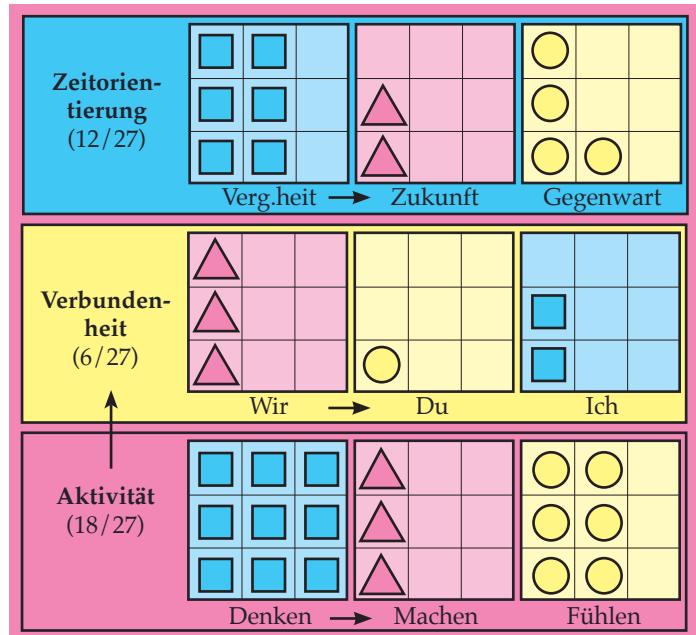 Zeitorien-
tierung
(12/27)
Verg.heit → Zukunft Gegenwart
Verbunden-
heit
(6/27)
Wir → Du Ich
Aktivität
(18/27)
Denken → Machen Fühlen